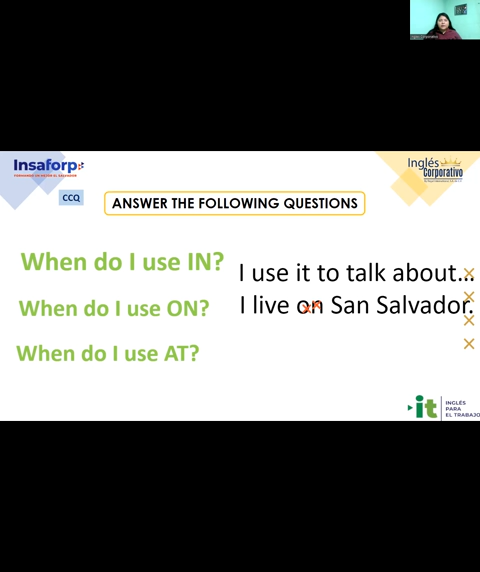 Insaforp
FORMANDO UN MEJOR EL SALVADOR
Inglés
Corporativo
CCQ
ANSWER THE FOLLOWING QUESTIONS
When do I use IN?
When do I use ON?
When do I use AT?
I use it to talk about...
I live on San Salvador.
it
INGLÉS
PARA
EL TRABAJO